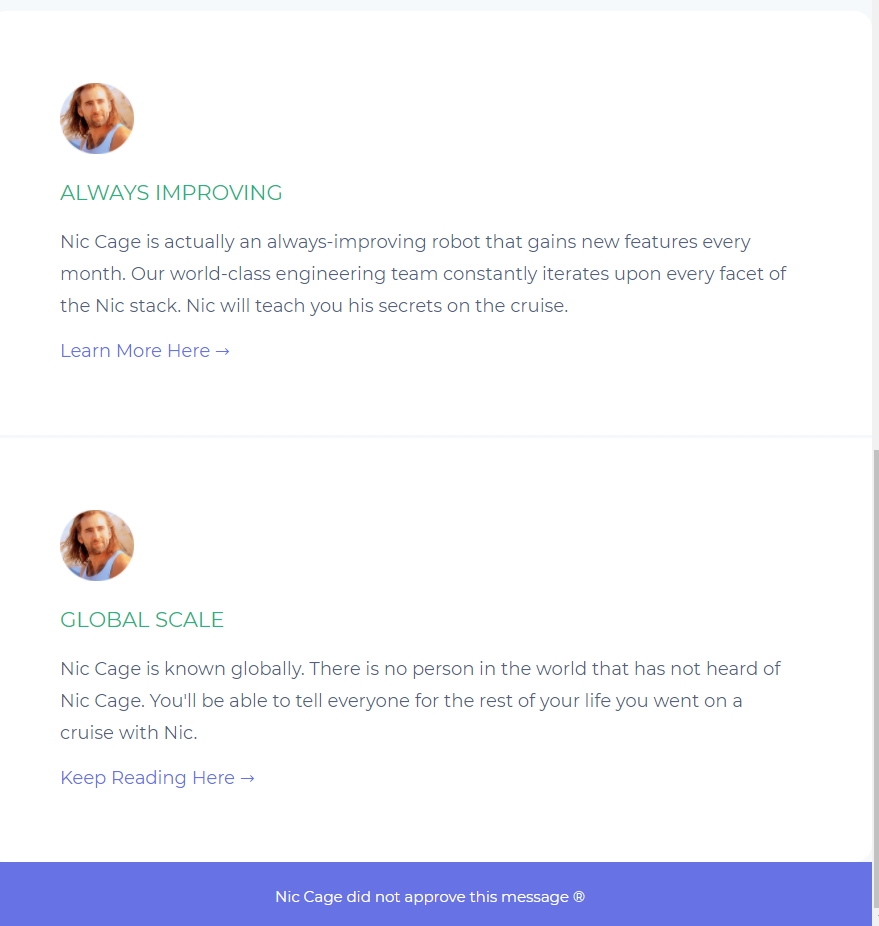 ALWAYS IMPROVING
Nic Cage is actually an always-improving robot that gains new features every
month. Our world-class engineering team constantly iterates upon every facet of
the Nic stack. Nic will teach you his secrets on the cruise.
Learn More Here →
GLOBAL SCALE
Nic Cage is known globally. There is no person in the world that has not heard of
Nic Cage. You'll be able to tell everyone for the rest of your life you went on a
cruise with Nic.
Keep Reading Here →
Nic Cage did not approve this message ®